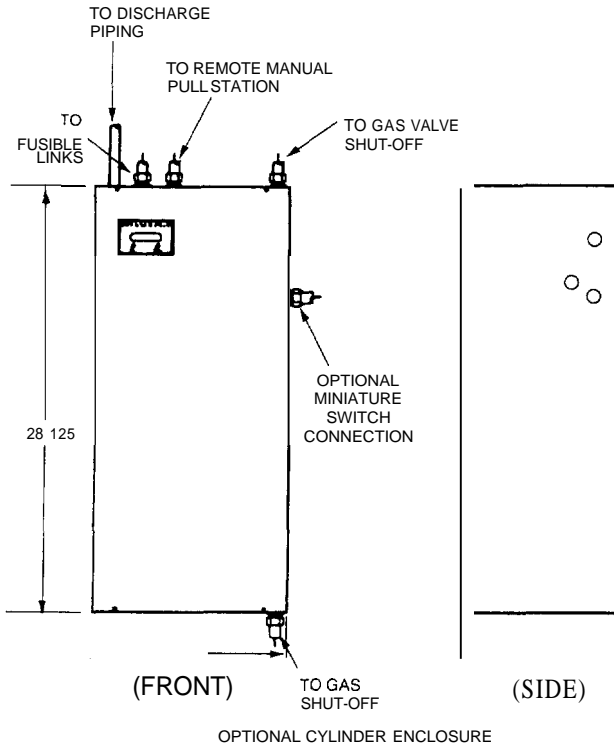 TO DISCHARGE
PIPING
TO REMOTE MANUAL
PULL STATION
TO
FUSIBLE
LINKS
TO GAS VALVE
SHUT-OFF
OPTIONAL
MINIATURE
SWITCH
CONNECTION
28 125
(FRONT)
TO GAS
SHUT-OFF
(SIDE)
OPTIONAL CYLINDER ENCLOSURE